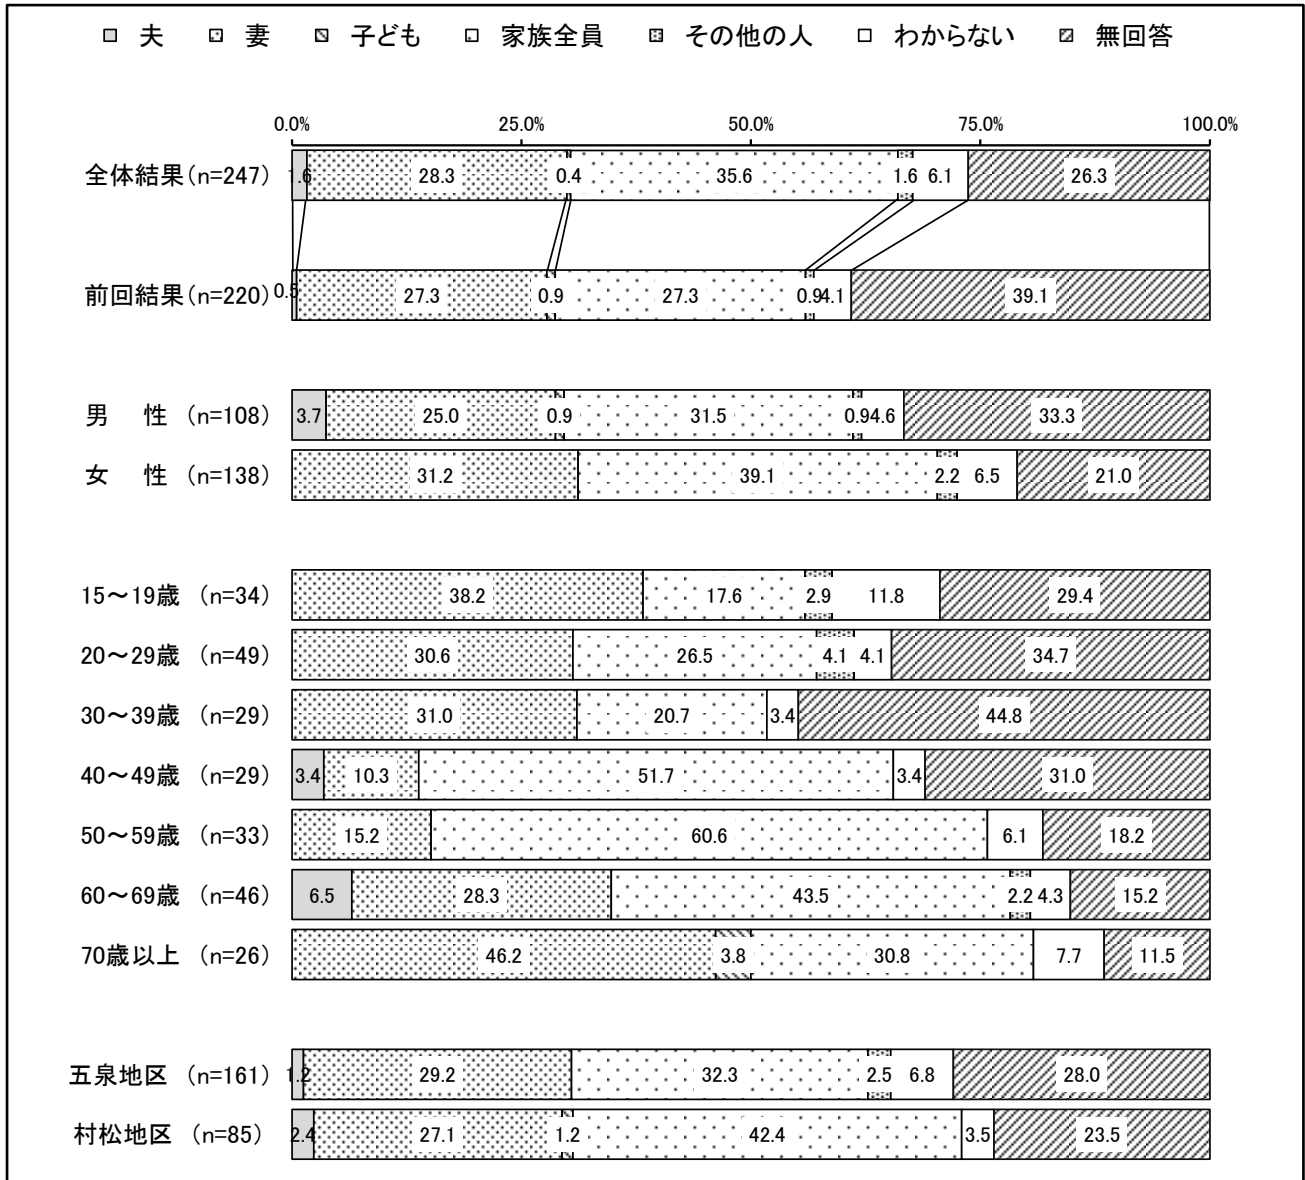 夫 妻 子ども 家族全員 その他の人 わからない 無回答
0.0% 25.0% 50.0% 75.0% 100.0%
全体結果(n=247) 1.6 28.3 0.4 35.6 1.6 6.1 26.3
前回結果(n=220) 0.5 27.3 0.9 27.3 0.9 4.1 39.1
男 性 (n=108) 3.7 25.0 0.9 31.5 0.9 4.6 33.3
女 性 (n=138) 31.2 39.1 2.2 6.5 21.0
15~19歳 (n=34) 38.2 17.6 2.9 11.8 29.4
20~29歳 (n=49) 30.6 26.5 4.1 4.1 34.7
30~39歳 (n=29) 31.0 20.7 3.4 44.8
40~49歳 (n=29) 3.4 10.3 51.7 3.4 31.0
50~59歳 (n=33) 15.2 60.6 6.1 18.2
60~69歳 (n=46) 6.5 28.3 43.5 2.2 4.3 15.2
70歳以上 (n=26) 46.2 3.8 30.8 7.7 11.5
五泉地区 (n=161) 1.2 29.2 32.3 2.5 6.8 28.0
村松地区 (n=85) 2.4 27.1 1.2 42.4 3.5 23.5